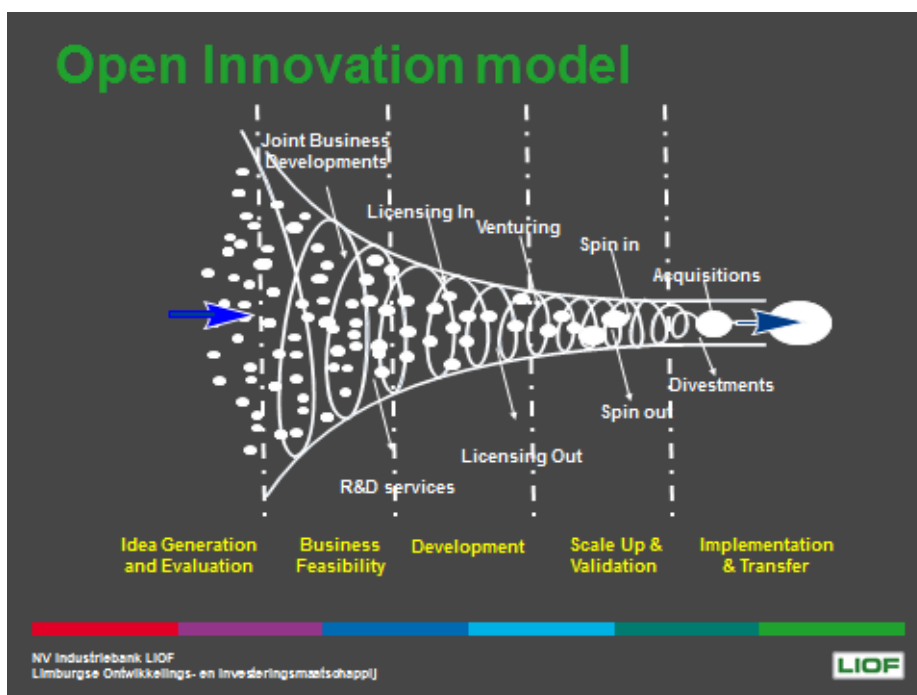 Open Innovation model
Joint Business
Developments
Licensing In
Venturing
Spin in
Acquisitions
Divestments
Spin out
Licensing Out
R&D services
Idea Generation
and Evaluation
Business
Feasibility
Development
Scale Up &
Validation
Implementation
& Transfer
NV Industriebank LIOF
Limburgse Ontwikkelings- en Investeringsmaatschappij
LIOF